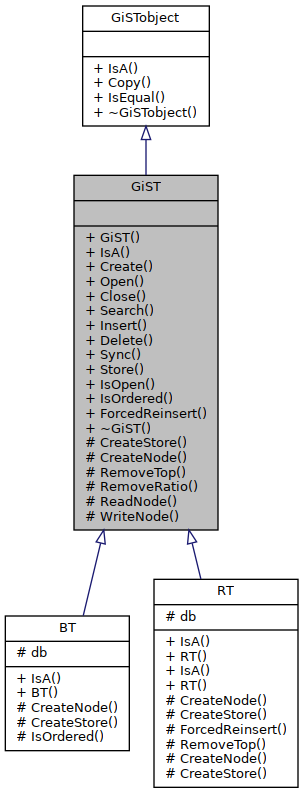 GiSTobject
+ IsA()
+ Copy()
+ IsEqual()
+ ~GiSTobject()
GiST
+ GiST()
+ IsA()
+ Create()
+ Open()
+ Close()
+ Search()
+ Insert()
+ Delete()
+ Sync()
+ Store()
+ IsOpen()
+ IsOrdered()
+ ForcedReinsert()
+ ~GiST()
# CreateStore()
# CreateNode()
# RemoveTop()
# RemoveRatio()
# ReadNode()
# WriteNode()
BT
# db
+ IsA()
+ BT()
# CreateNode()
# CreateStore()
# IsOrdered()
RT
# db
+ IsA()
+ RT()
+ IsA()
+ RT()
# CreateNode()
# CreateStore()
# ForcedReinsert()
# RemoveTop()
# CreateNode()
# CreateStore()